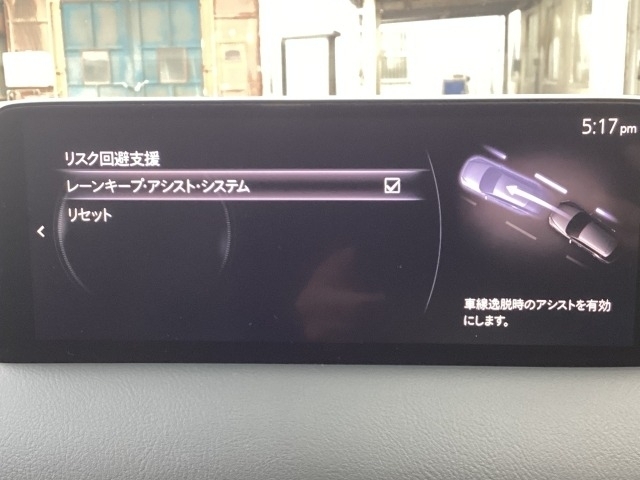 5:17pm
リスク回避支援
レーンキープ・アシスト・システム
リセット
車線逸脱時のアシストを有効
にします。